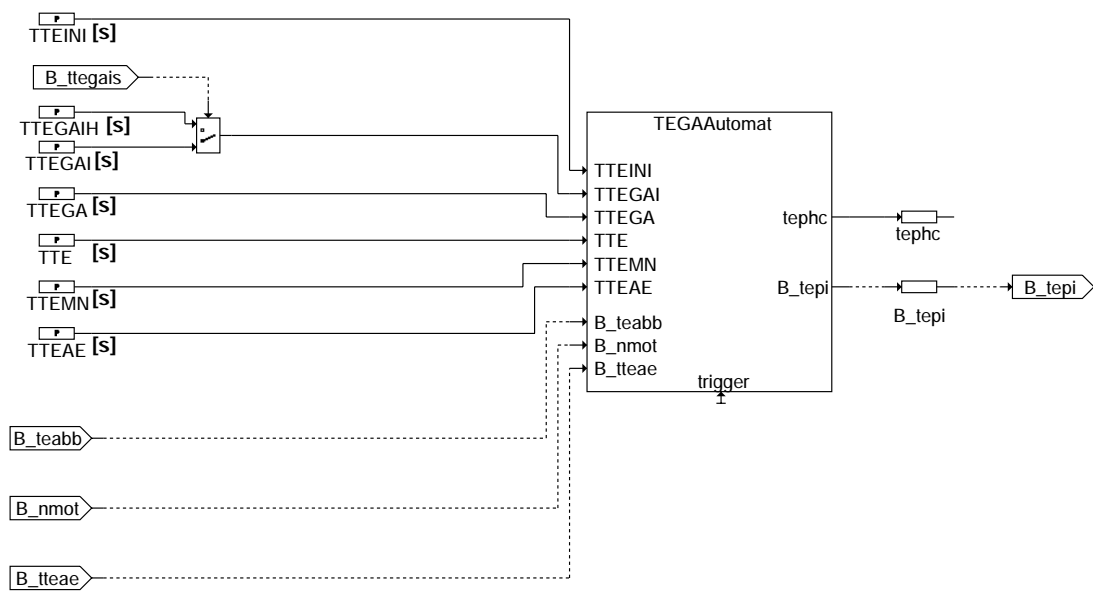 P
TTEINI [s]
B_ttegais
P
TTEGAIH [s]
P
TTEGAI [s]
P
TTEGA [s]
P
TTE [s]
P
TTEMN [s]
P
TTEAE [s]
TEGAAutomat
TTEINI
TTEGAI
TTEGA
TTE
TTEMN
TTEAE
B_teabb
B_nmot
B_tteae
trigger
tephc
B_tepi
tephc
B_tepi
B_tepi
B_teabb
B_nmot
B_tteae